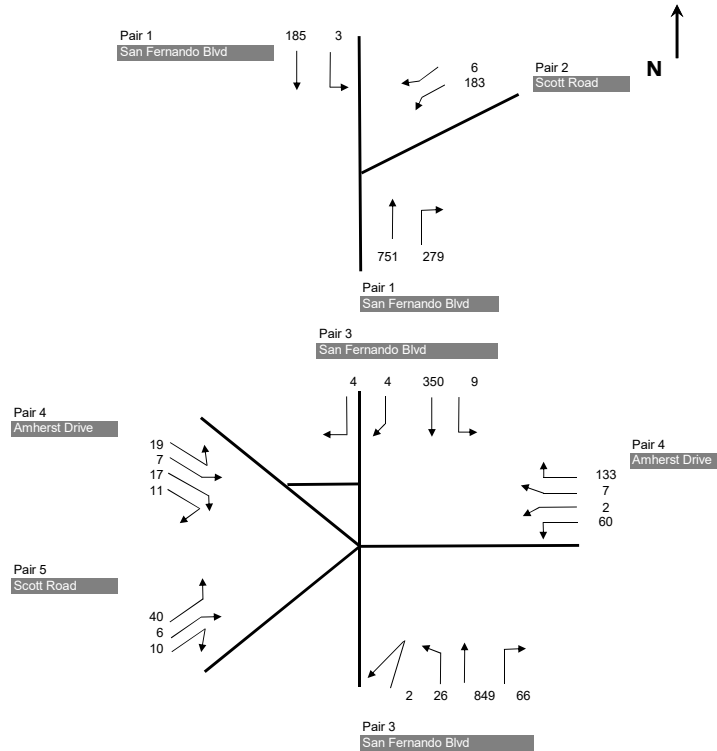 Pair 1
San Fernando Blvd
185 3
6
183
Pair 2
Scott Road
N
751 279
Pair 1
San Fernando Blvd
Pair 3
San Fernando Blvd
4 4 350 9
Pair 4
Amherst Drive
19
7
17
11
Pair 4
Amherst Drive
133
7
2
60
Pair 5
Scott Road
40
6
10
2 26 849 66
Pair 3
San Fernando Blvd